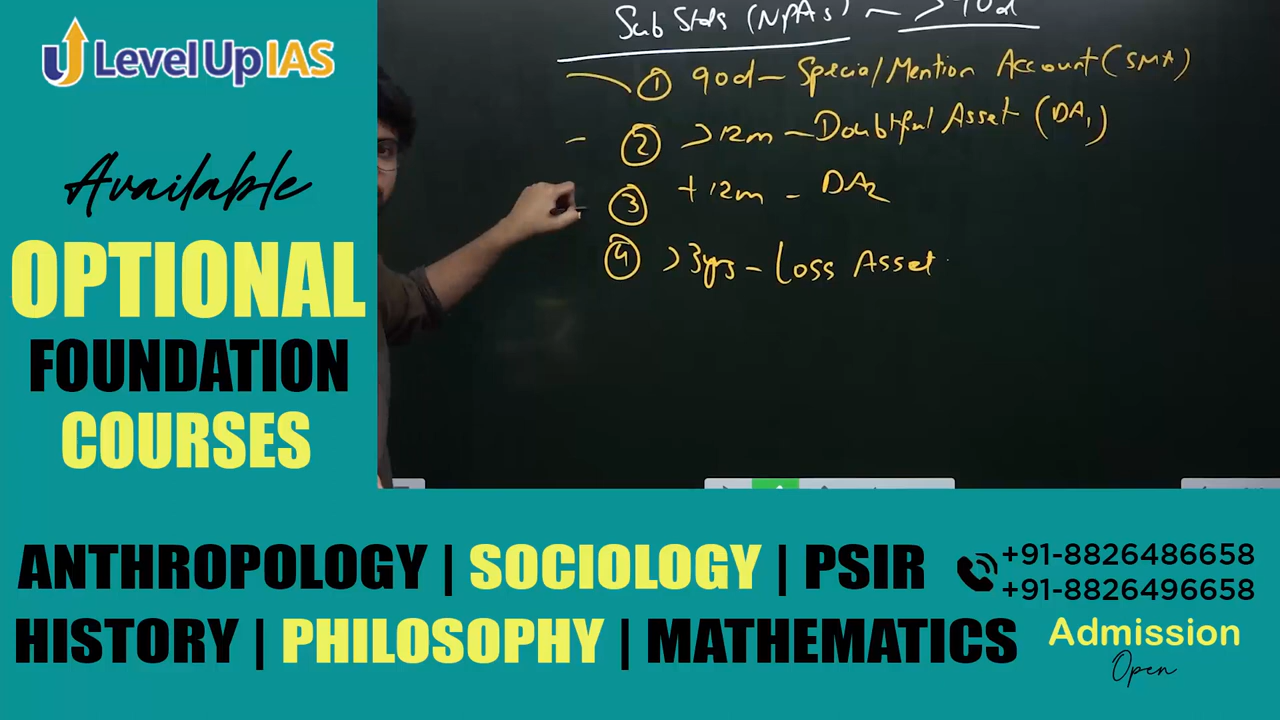 Level Up IAS
Available
OPTIONAL
FOUNDATION
COURSES
Sub Stds (NPAs) ~ >90d
① 90d – Special Mention Account (SMA)
② >12m – Doubtful Asset (DA1)
③ +12m – DA2
④ >3yrs – Loss Asset
ANTHROPOLOGY | SOCIOLOGY | PSIR
HISTORY | PHILOSOPHY | MATHEMATICS
+91-8826486658
+91-8826496658
Admission
Open